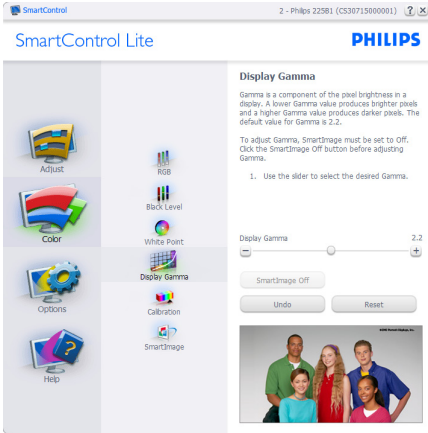 SmartControl
2 - Philips 225B1 (CS30715000001)
SmartControl Lite
PHILIPS
Adjust
Color
Options
Help
RGB
Black Level
White Point
Display Gamma
Calibration
SmartImage
Display Gamma
Gamma is a component of the pixel brightness in a
display. A lower Gamma value produces brighter pixels
and a higher Gamma value produces darker pixels. The
default value for Gamma is 2.2.
To adjust Gamma, SmartImage must be set to Off.
Click the SmartImage Off button before adjusting
Gamma.
1. Use the slider to select the desired Gamma.
Display Gamma 2.2
SmartImage Off
Undo Reset